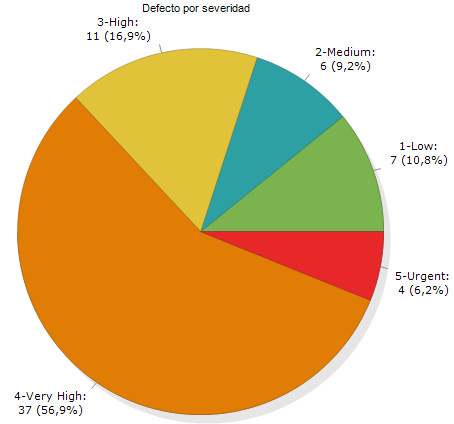 Defecto por severidad
3-High:
11 (16,9%)
2-Medium:
6 (9,2%)
1-Low:
7 (10,8%)
5-Urgent:
4 (6,2%)
4-Very High:
37 (56,9%)